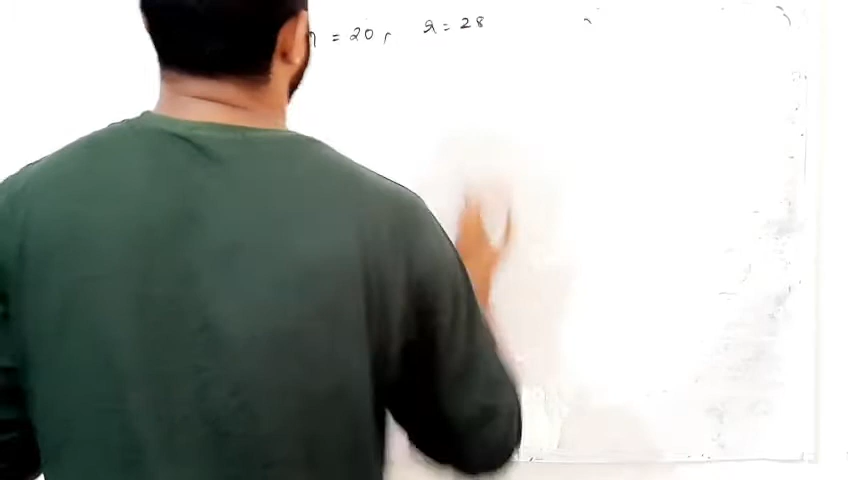 = 20, r = 28